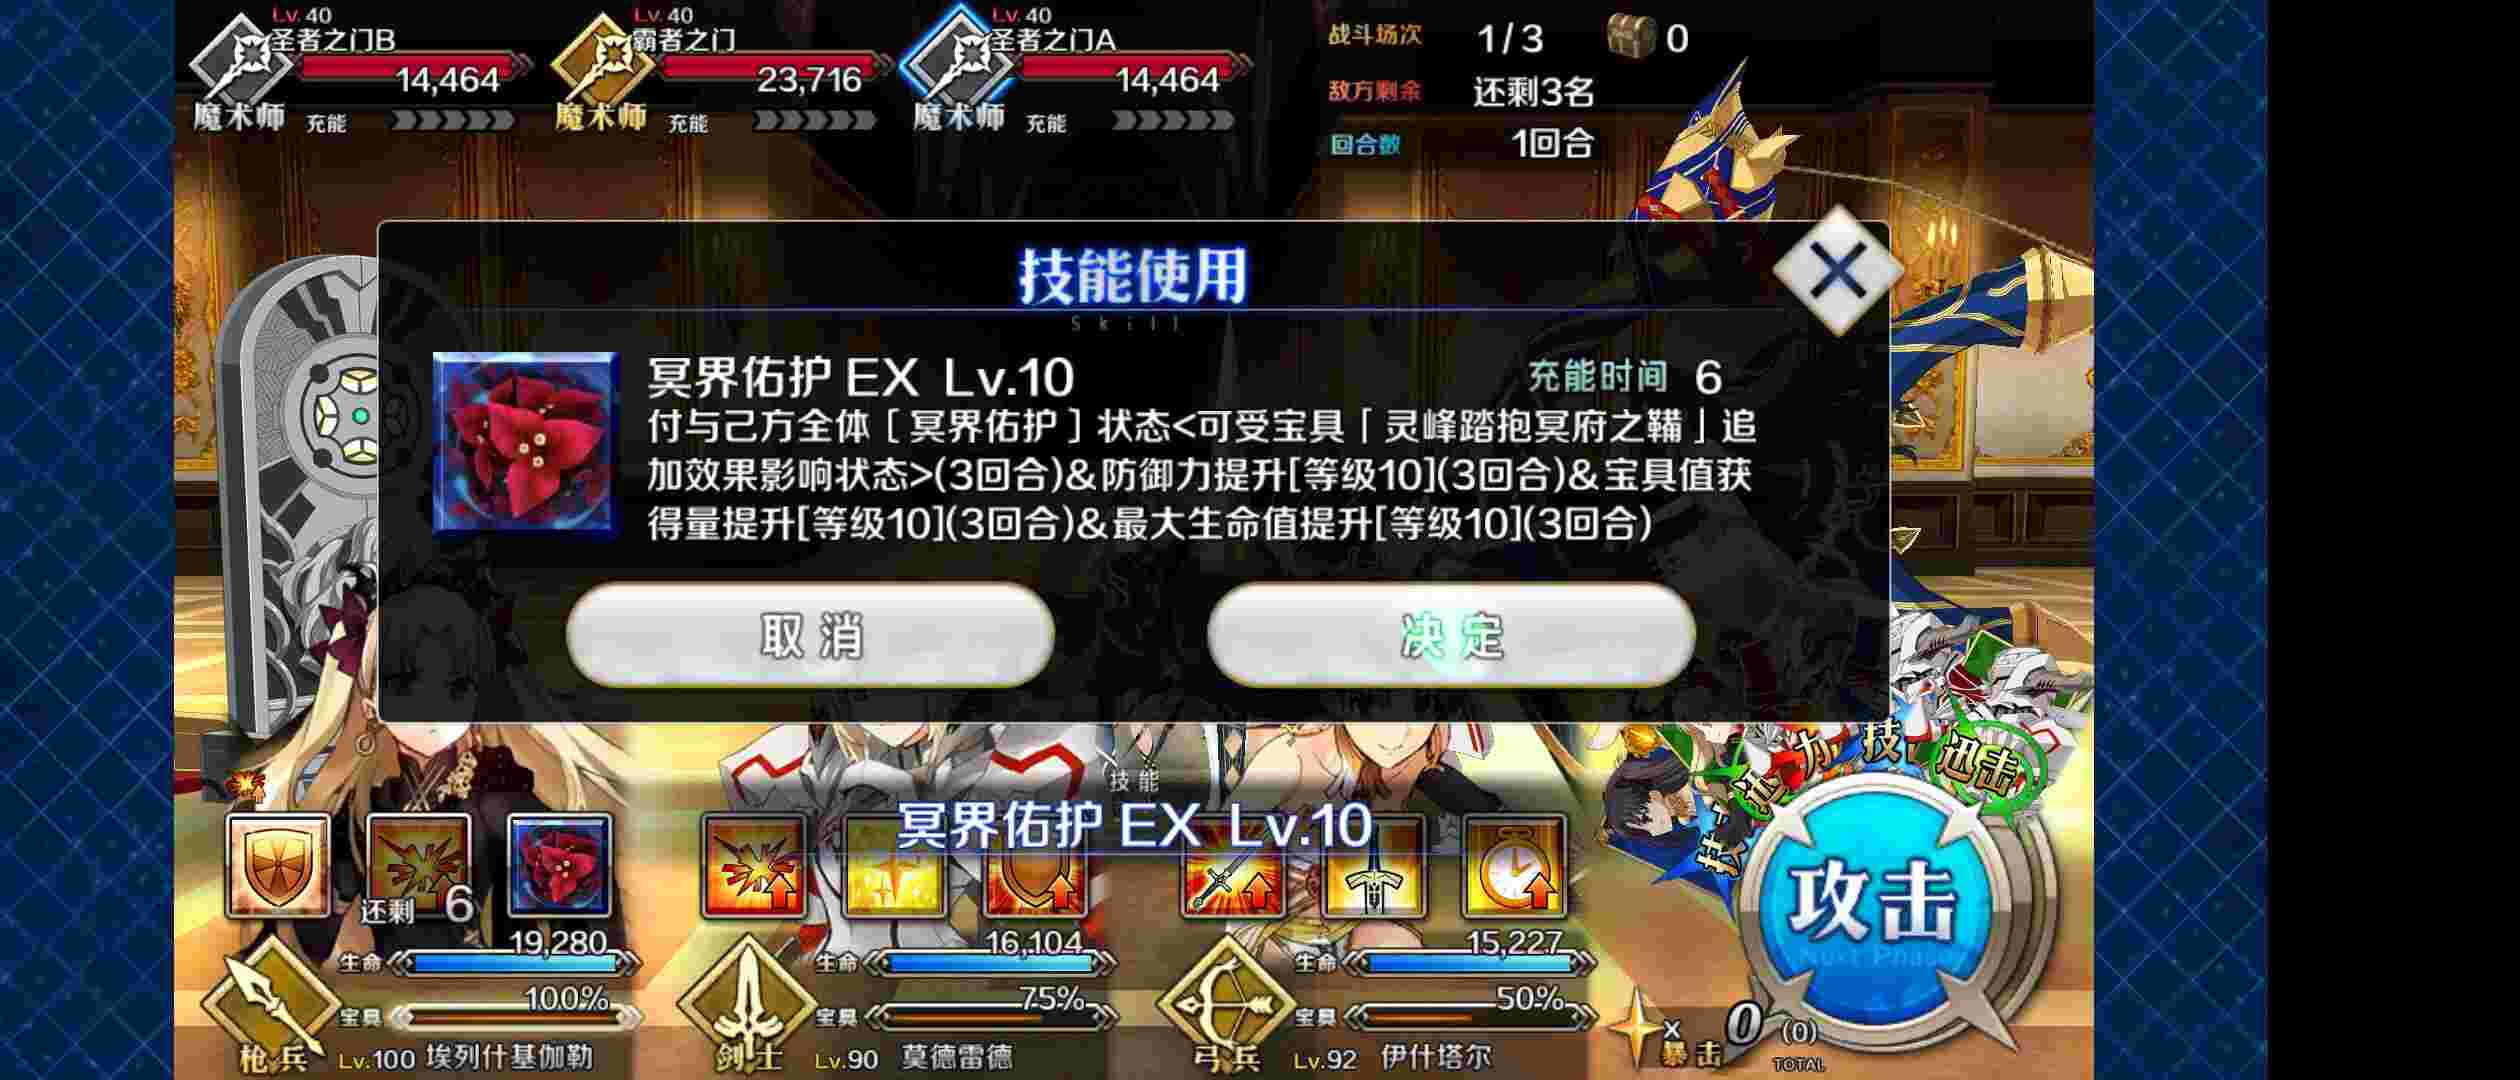 Lv. 40
圣者之门B
14,464
魔术师 充能
Lv. 40
霸者之门
23,716
魔术师 充能
Lv. 40
圣者之门A
14,464
魔术师 充能
战斗场次 1/3 0
敌方剩余 还剩3名
回合数 1回合
技能使用
Skill
冥界佑护 EX Lv.10 充能时间 6
付与己方全体［冥界佑护］状态<可受宝具「灵峰踏抱冥府之鞴」追
加效果影响状态>(3回合)&防御力提升[等级10](3回合)&宝具值获
得量提升[等级10](3回合)&最大生命值提升[等级10](3回合)
取消 决定
技能
冥界佑护 EX Lv.10
还剩 6
技 迅击
攻击
生命 19,280
宝具 100%
枪兵 Lv.100 埃列什基伽勒
生命 16,104
宝具 75%
剑士 Lv.90 莫德雷德
生命 15,227
宝具 50%
弓兵 Lv.92 伊什塔尔
x 0 (0)
暴击 TOTAL